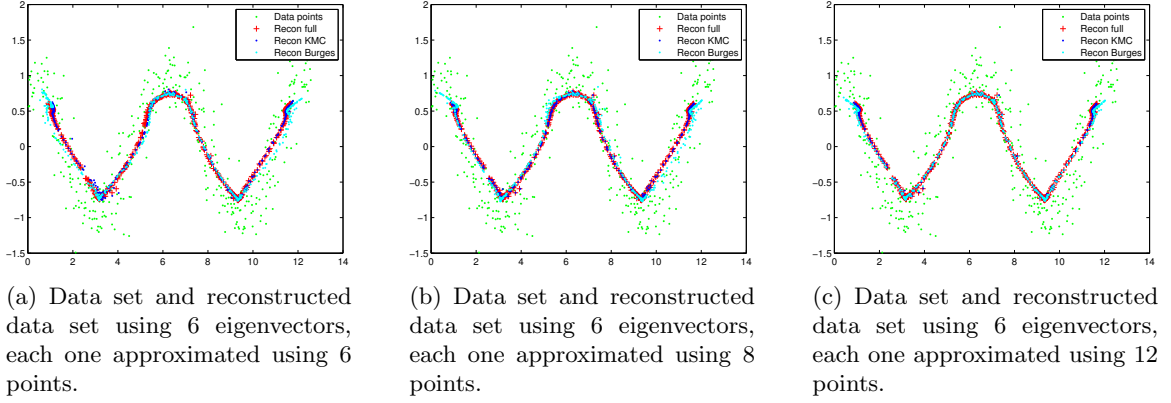 2
1.5
1
0.5
0
−0.5
−1
−1.5
0 2 4 6 8 10 12 14
Data points
Recon full
Recon KMC
Recon Burges
(a) Data set and reconstructed
data set using 6 eigenvectors,
each one approximated using 6
points.
2
1.5
1
0.5
0
−0.5
−1
−1.5
0 2 4 6 8 10 12 14
Data points
Recon full
Recon KMC
Recon Burges
(b) Data set and reconstructed
data set using 6 eigenvectors,
each one approximated using 8
points.
2
1.5
1
0.5
0
−0.5
−1
−1.5
0 2 4 6 8 10 12 14
Data points
Recon full
Recon KMC
Recon Burges
(c) Data set and reconstructed
data set using 6 eigenvectors,
each one approximated using 12
points.